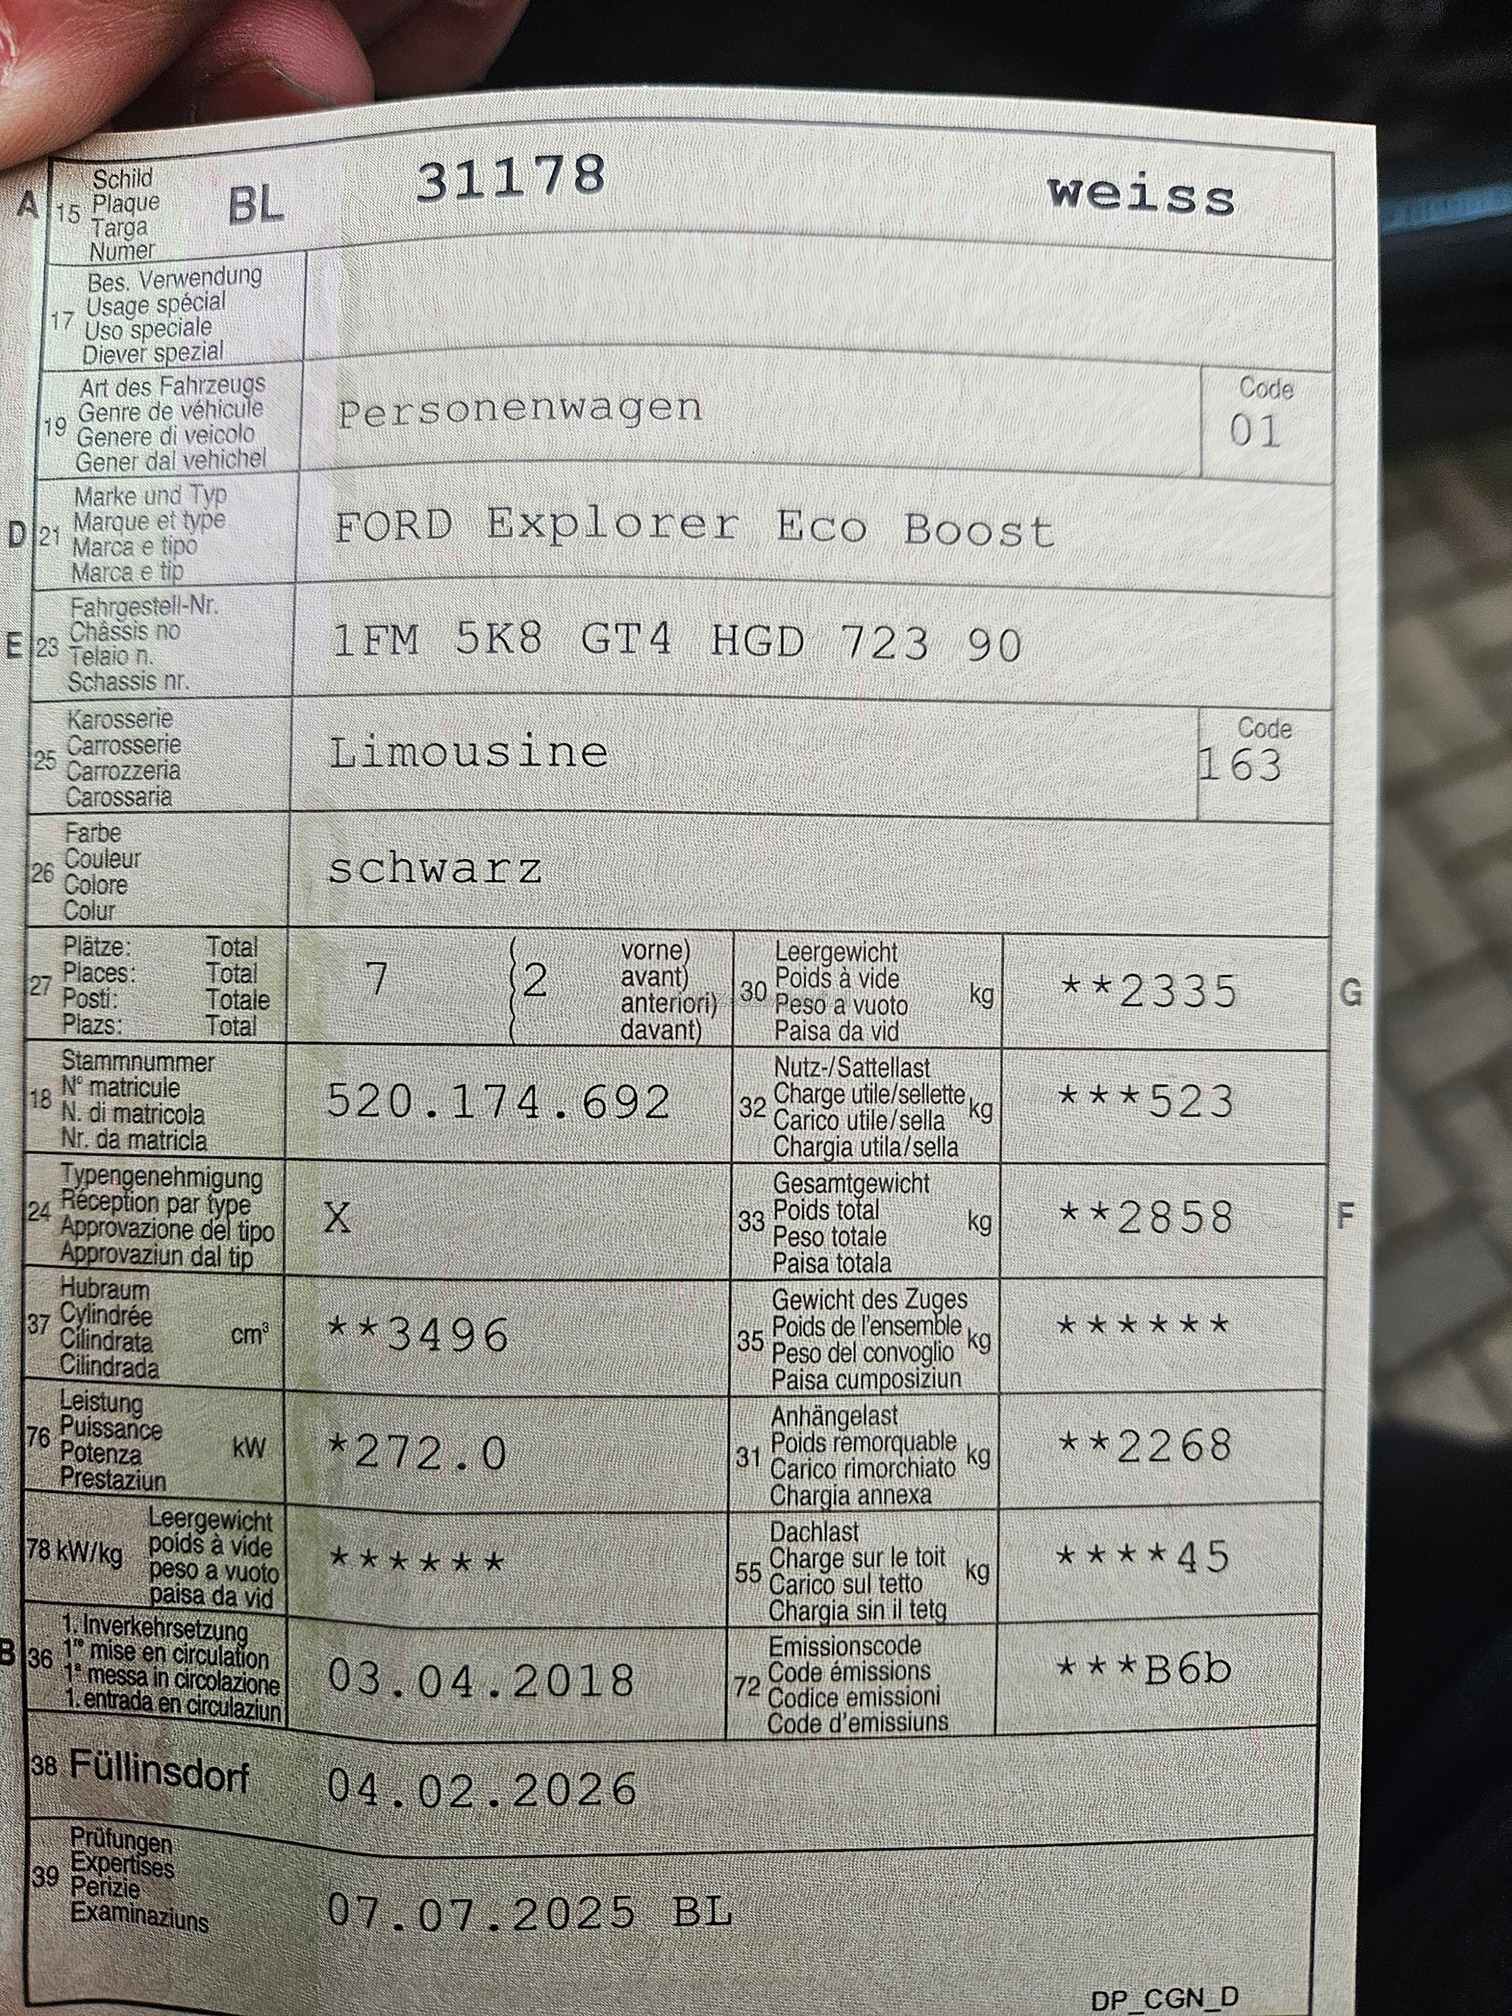 A 15 Schild BL 31178 weiss
Plaque
Targa
Numer
17 Bes. Verwendung
Usage spécial
Uso speciale
Diever spezial
19 Art des Fahrzeugs Personenwagen Code
Genre de véhicule 01
Genere di veicolo
Gener dal vehichel
D 21 Marke und Typ FORD Explorer Eco Boost
Marque et type
Marca e tipo
Marca e tip
E 23 Fahrgestell-Nr. 1FM 5K8 GT4 HGD 723 90
Châssis no
Telaio n.
Schassis nr.
25 Karosserie Limousine Code
Carrosserie 163
Carrozzeria
Carossaria
26 Farbe schwarz
Couleur
Colore
Colur
27 Plätze: Total 7 ( 2 vorne)
Places: Total avant)
Posti: Totale anteriori)
Plazs: Total davant)
30 Leergewicht kg **2335 G
Poids à vide
Peso a vuoto
Paisa da vid
18 Stammnummer 520.174.692
N° matricule
N. di matricola
Nr. da matricla
32 Nutz-/Sattellast kg ***523
Charge utile/sellette
Carico utile/sella
Chargia utila/sella
24 Typengenehmigung X
Réception par type
Approvazione del tipo
Approvaziun dal tip
33 Gesamtgewicht kg **2858 F
Poids total
Peso totale
Paisa totala
37 Hubraum cm³ **3496
Cylindrée
Cilindrata
Cilindrada
35 Gewicht des Zuges kg ******
Poids de l'ensemble
Peso del convoglio
Paisa cumposiziun
76 Leistung kW *272.0
Puissance
Potenza
Prestaziun
31 Anhängelast kg **2268
Poids remorquable
Carico rimorchiato
Chargia annexa
78 kW/kg Leergewicht ******
poids à vide
peso a vuoto
paisa da vid
55 Dachlast kg ****45
Charge sur le toit
Carico sul tetto
Chargia sin il tetg
B 36 1. Inverkehrsetzung 03.04.2018
1re mise en circulation
1a messa in circolazione
1. entrada en circulaziun
72 Emissionscode ***B6b
Code émissions
Codice emissioni
Code d'emissiuns
38 Füllinsdorf 04.02.2026
39 Prüfungen 07.07.2025 BL
Expertises
Perizie
Examinaziuns
DP_CGN_D